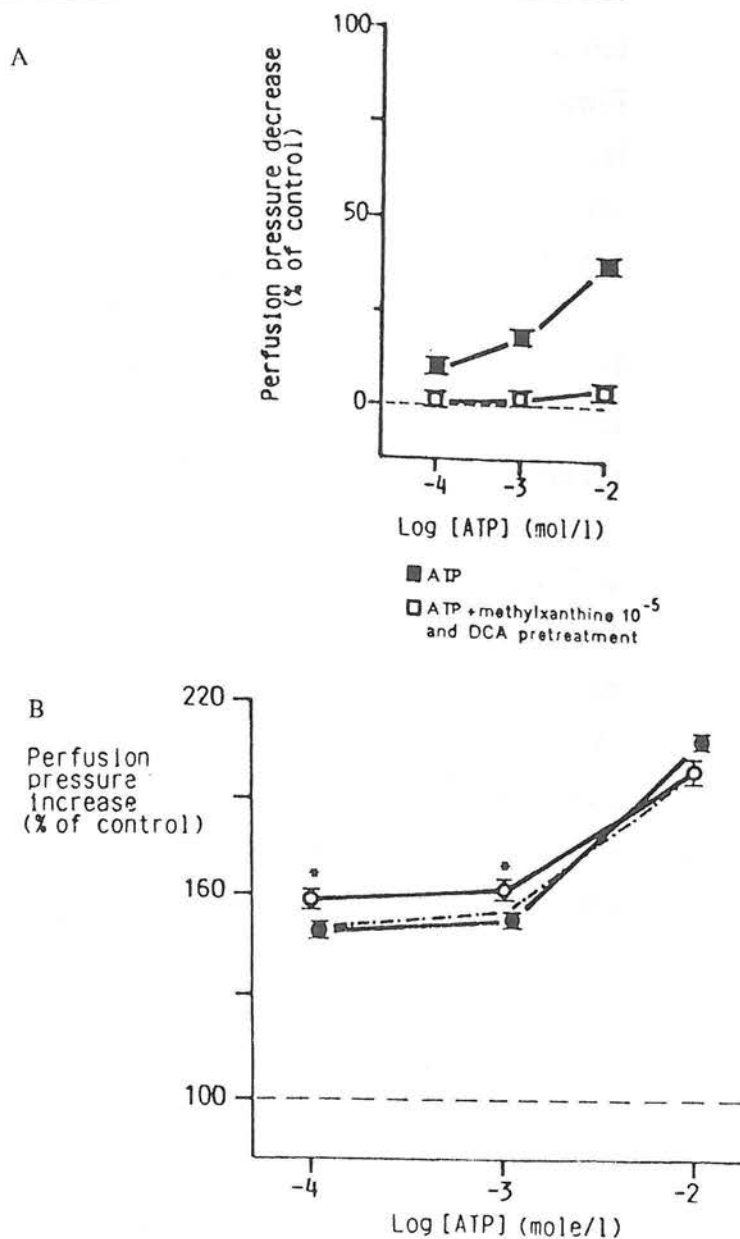 A
Perfusion pressure decrease
(% of control)
100
50
0
-4
-3
-2
Log [ATP] (mol/l)
ATP
ATP + methylxanthine 10-5
and DCA pretreatment
B
Perfusion
pressure
increase
(% of control)
220
160
100
*
*
-4
-3
-2
Log [ATP] (mole/l)